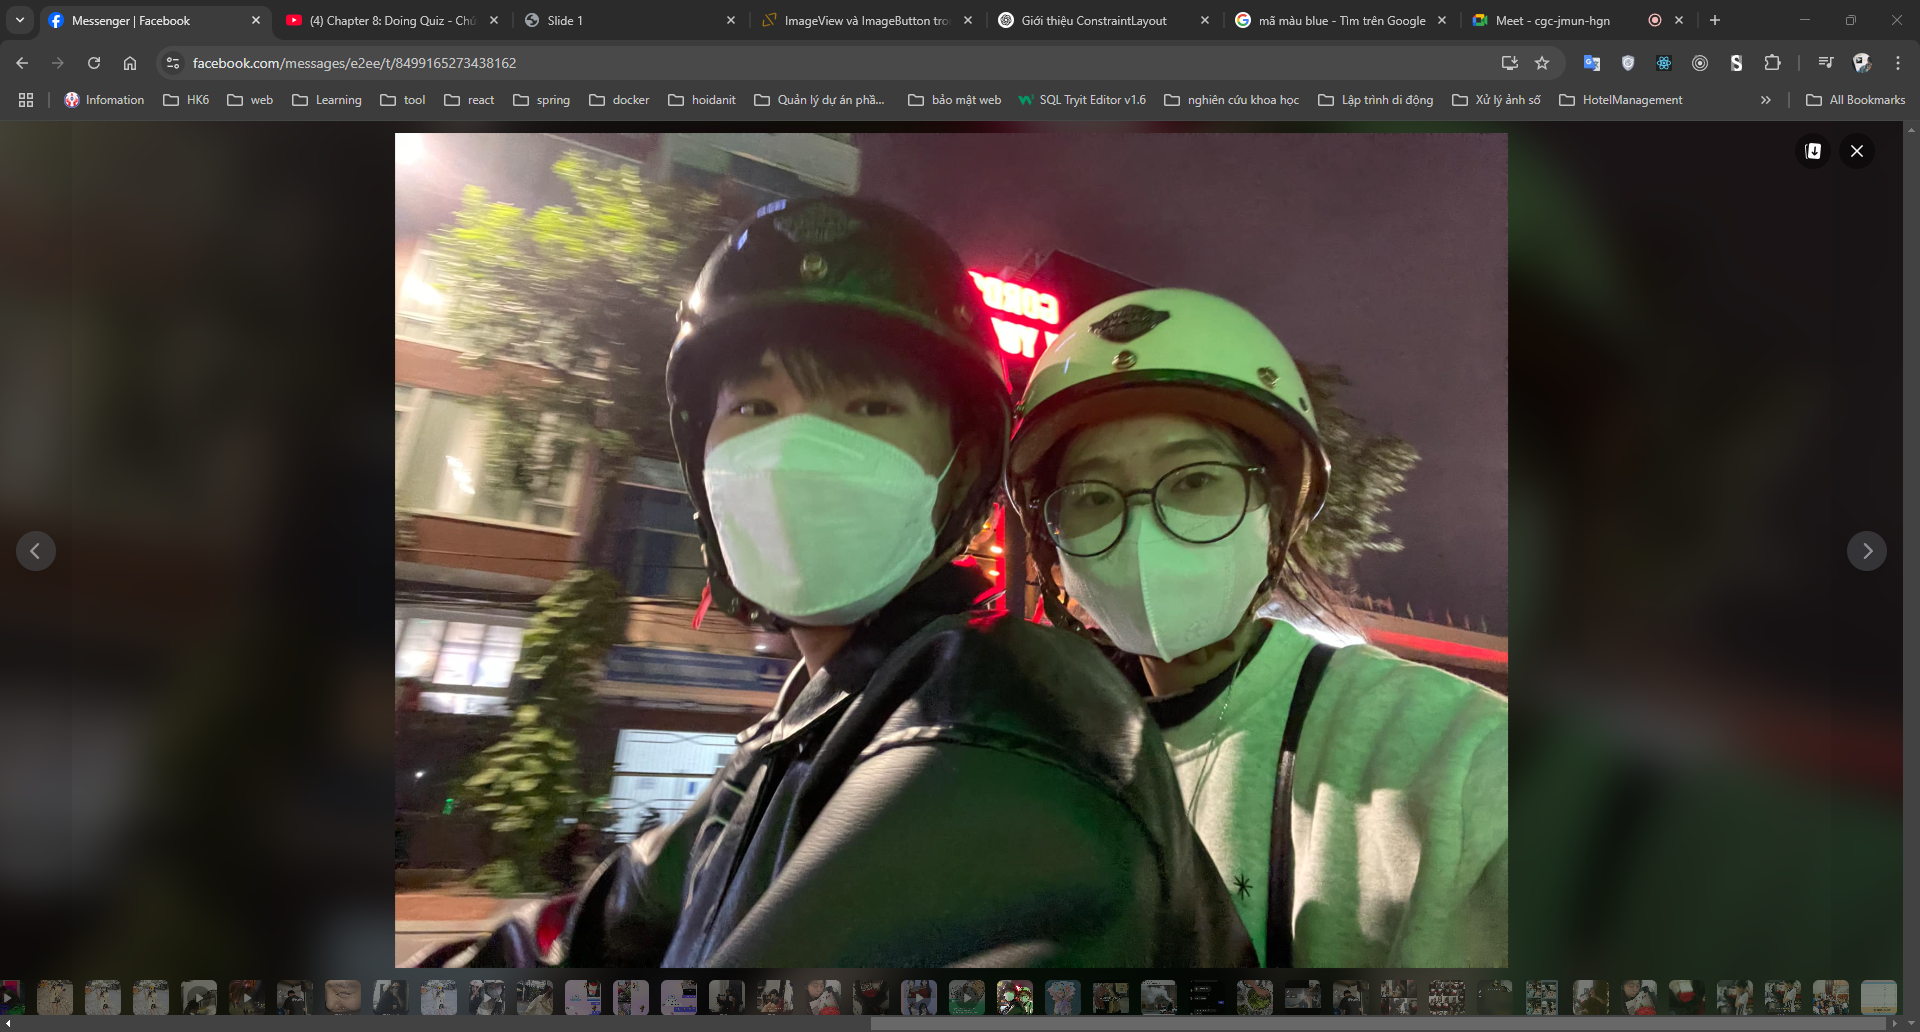 Messenger | Facebook
(4) Chapter 8: Doing Quiz - Chú
Slide 1
ImageView và ImageButton tro
Giới thiệu ConstraintLayout
mã màu blue - Tìm trên Google
Meet - cgc-jmun-hgn
facebook.com/messages/e2ee/t/8499165273438162
Infomation
HK6
web
Learning
tool
react
spring
docker
hoidanit
Quản lý dự án phầ...
bảo mật web
SQL Tryit Editor v1.6
nghiên cứu khoa học
Lập trình di động
Xử lý ảnh số
HotelManagement
All Bookmarks